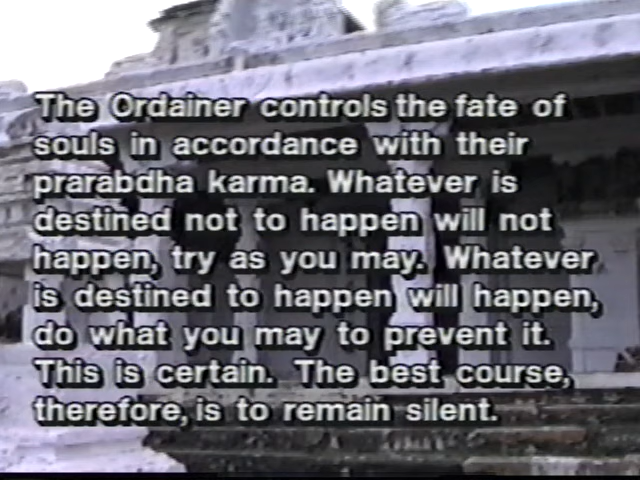 The Ordainer controls the fate of
souls in accordance with their
prarabdha karma. Whatever is
destined not to happen will not
happen, try as you may. Whatever
is destined to happen will happen,
do what you may to prevent it.
This is certain. The best course,
therefore, is to remain silent.